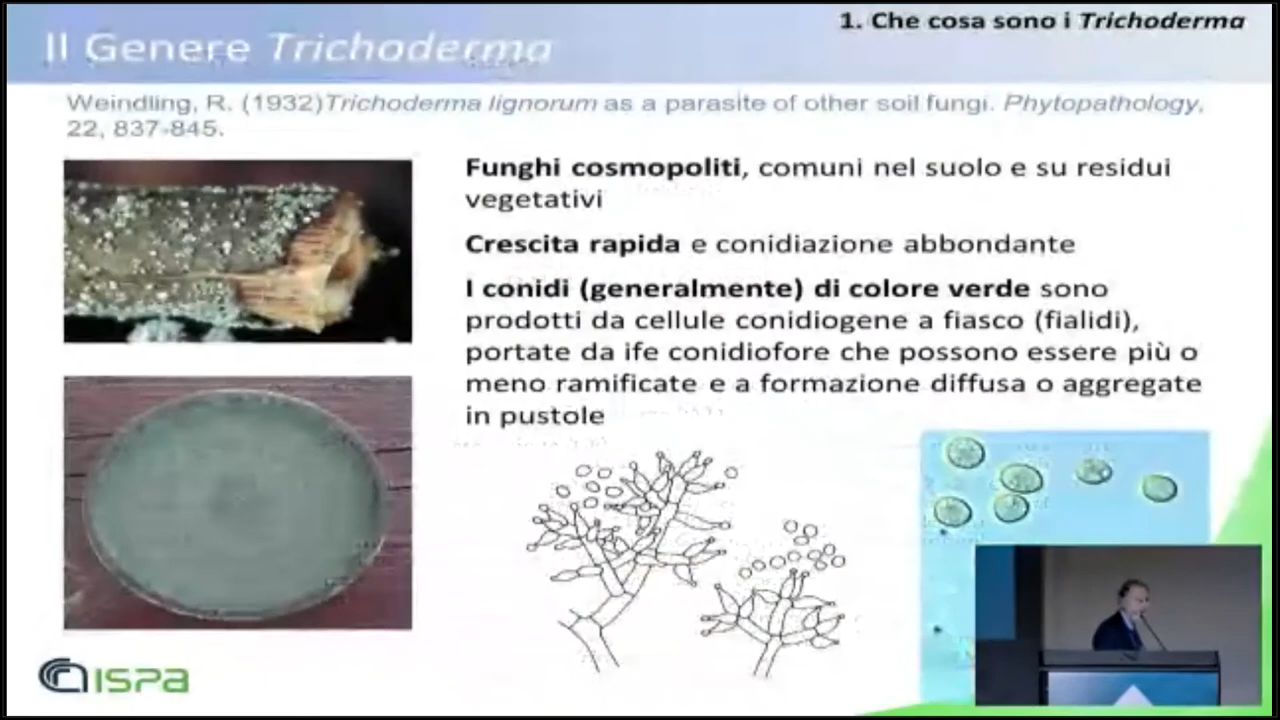 1. Che cosa sono i Trichoderma
Il Genere Trichoderma
Weindling, R. (1932)Trichoderma lignorum as a parasite of other soil fungi. Phytopathology,
22, 837-845.
Funghi cosmopoliti, comuni nel suolo e su residui
vegetativi
Crescita rapida e conidiazione abbondante
I conidi (generalmente) di colore verde sono
prodotti da cellule conidiogene a fiasco (fialidi),
portate da ife conidiofore che possono essere più o
meno ramificate e a formazione diffusa o aggregate
in pustole
ISPa